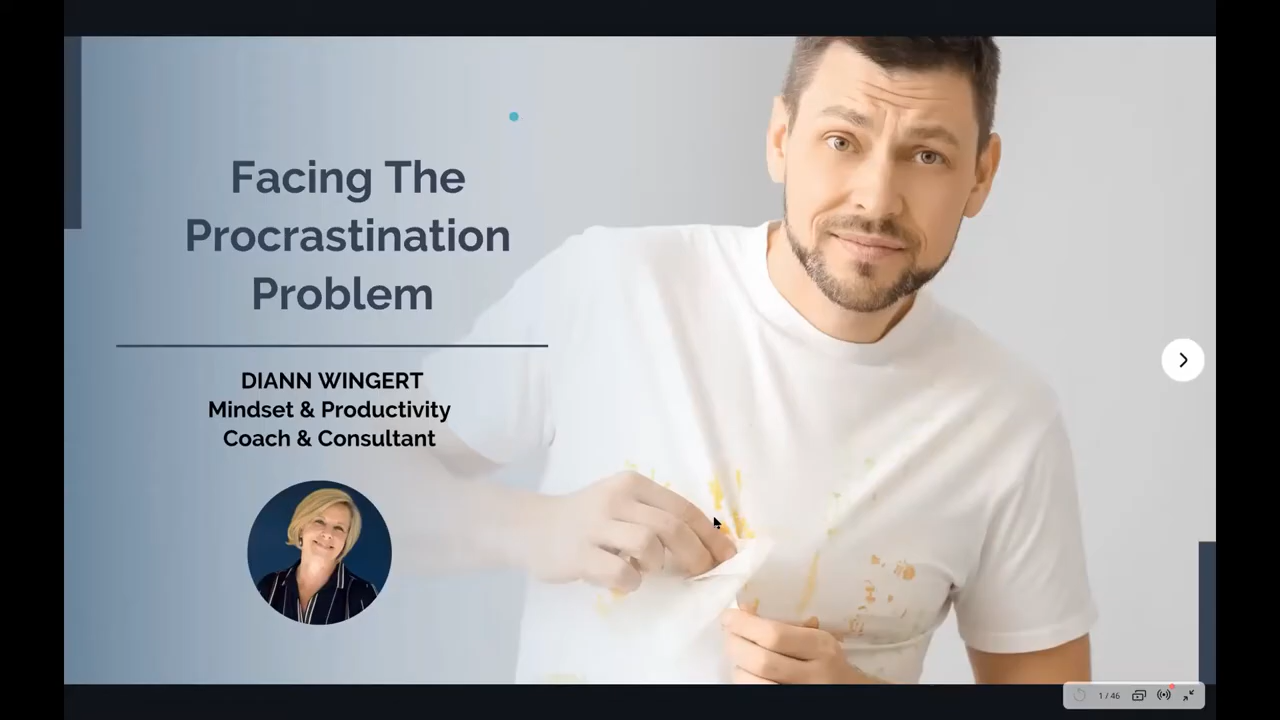 Facing The
Procrastination
Problem
DIANN WINGERT
Mindset & Productivity
Coach & Consultant
1 / 46